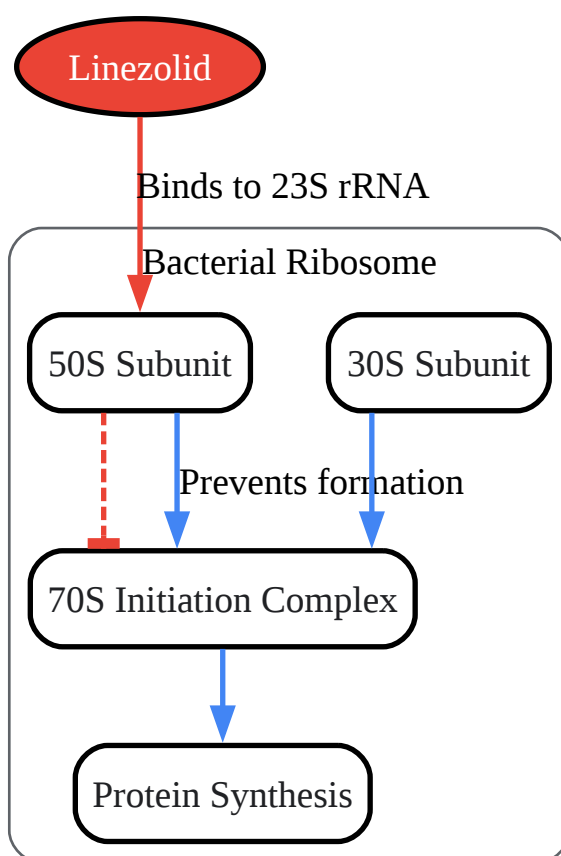 Linezolid
Binds to 23S rRNA
Bacterial Ribosome
50S Subunit
30S Subunit
Prevents formation
70S Initiation Complex
Protein Synthesis